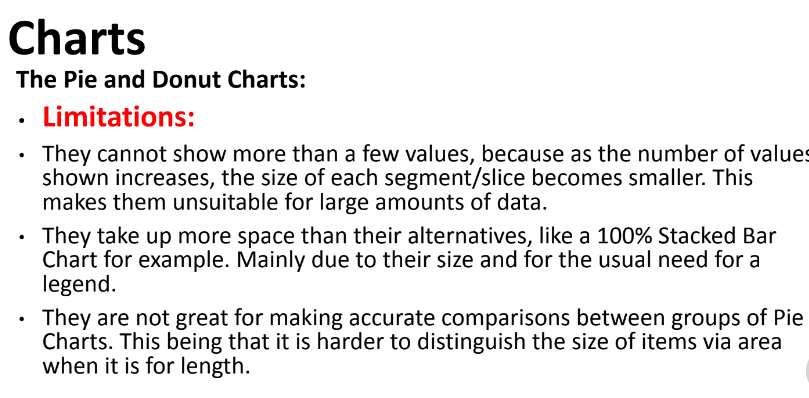 Charts
The Pie and Donut Charts:
• Limitations:
• They cannot show more than a few values, because as the number of values
shown increases, the size of each segment/slice becomes smaller. This
makes them unsuitable for large amounts of data.
• They take up more space than their alternatives, like a 100% Stacked Bar
Chart for example. Mainly due to their size and for the usual need for a
legend.
• They are not great for making accurate comparisons between groups of Pie
Charts. This being that it is harder to distinguish the size of items via area
when it is for length.